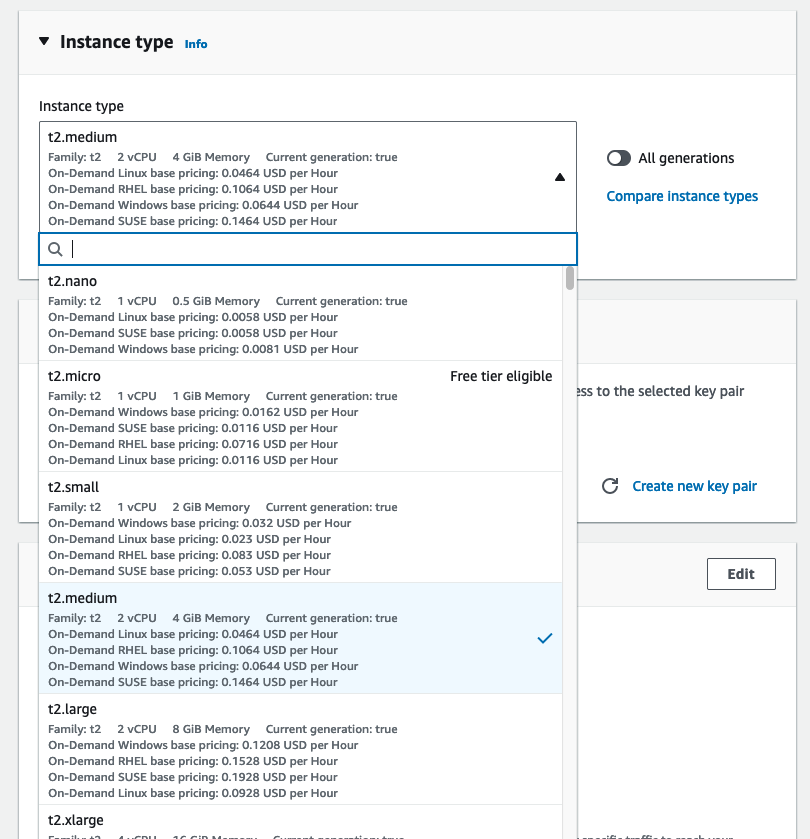 Instance type Info
Instance type
t2.medium
Family: t2 2 vCPU 4 GiB Memory Current generation: true
On-Demand Linux base pricing: 0.0464 USD per Hour
On-Demand RHEL base pricing: 0.1064 USD per Hour
On-Demand Windows base pricing: 0.0644 USD per Hour
On-Demand SUSE base pricing: 0.1464 USD per Hour
All generations
Compare instance types
t2.nano
Family: t2 1 vCPU 0.5 GiB Memory Current generation: true
On-Demand Linux base pricing: 0.0058 USD per Hour
On-Demand SUSE base pricing: 0.0058 USD per Hour
On-Demand Windows base pricing: 0.0081 USD per Hour
t2.micro Free tier eligible
Family: t2 1 vCPU 1 GiB Memory Current generation: true
On-Demand Windows base pricing: 0.0162 USD per Hour
On-Demand SUSE base pricing: 0.0116 USD per Hour
On-Demand RHEL base pricing: 0.0716 USD per Hour
On-Demand Linux base pricing: 0.0116 USD per Hour
to the selected key pair
t2.small
Family: t2 1 vCPU 2 GiB Memory Current generation: true
On-Demand Windows base pricing: 0.032 USD per Hour
On-Demand Linux base pricing: 0.023 USD per Hour
On-Demand RHEL base pricing: 0.083 USD per Hour
On-Demand SUSE base pricing: 0.053 USD per Hour
Create new key pair
t2.medium
Family: t2 2 vCPU 4 GiB Memory Current generation: true
On-Demand Linux base pricing: 0.0464 USD per Hour
On-Demand RHEL base pricing: 0.1064 USD per Hour
On-Demand Windows base pricing: 0.0644 USD per Hour
On-Demand SUSE base pricing: 0.1464 USD per Hour
Edit
t2.large
Family: t2 2 vCPU 8 GiB Memory Current generation: true
On-Demand Windows base pricing: 0.1208 USD per Hour
On-Demand RHEL base pricing: 0.1528 USD per Hour
On-Demand SUSE base pricing: 0.1928 USD per Hour
On-Demand Linux base pricing: 0.0928 USD per Hour
t2.xlarge